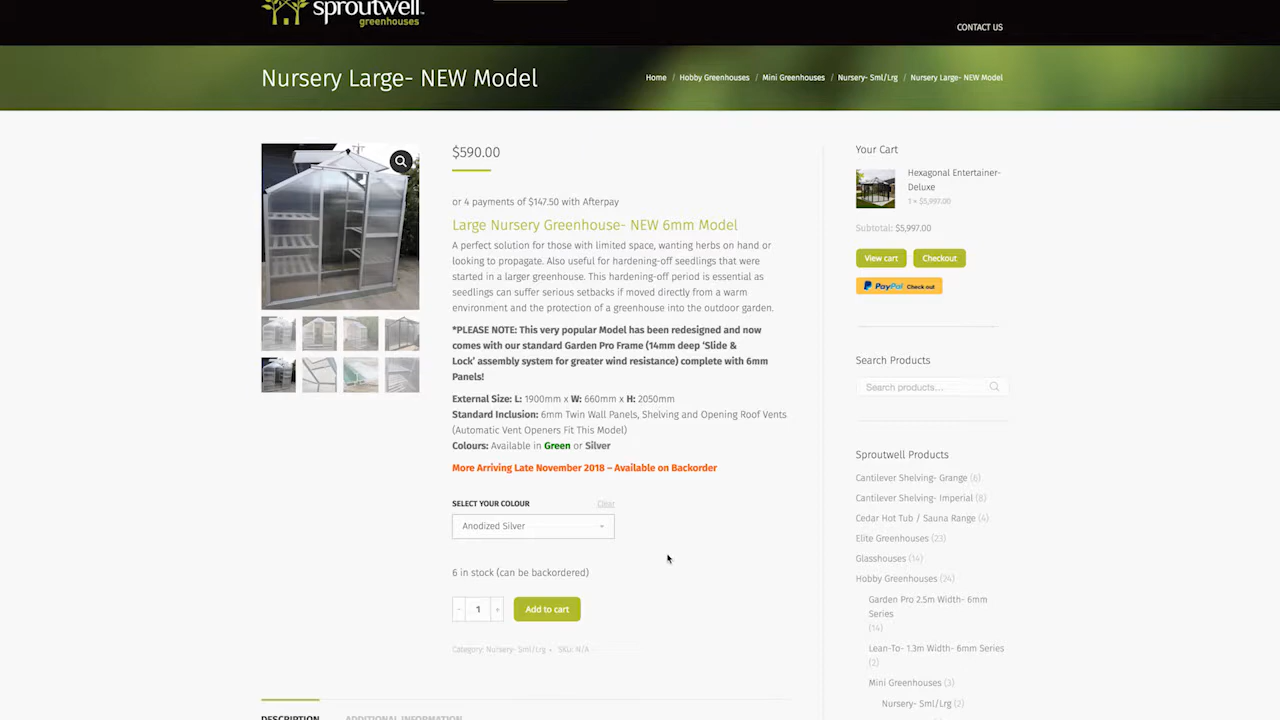 sproutwell
greenhouses
CONTACT US
Nursery Large- NEW Model
Home / Hobby Greenhouses / Mini Greenhouses / Nursery- Sml/Lrg / Nursery Large- NEW Model
$590.00
or 4 payments of $147.50 with Afterpay
Large Nursery Greenhouse- NEW 6mm Model
A perfect solution for those with limited space, wanting herbs on hand or
looking to propagate. Also useful for hardening-off seedlings that were
started in a larger greenhouse. This hardening-off period is essential as
seedlings can suffer serious setbacks if moved directly from a warm
environment and the protection of a greenhouse into the outdoor garden.
*PLEASE NOTE: This very popular Model has been redesigned and now
comes with our standard Garden Pro Frame (14mm deep ‘Slide &
Lock’ assembly system for greater wind resistance) complete with 6mm
Panels!
External Size: L: 1900mm x W: 660mm x H: 2050mm
Standard Inclusion: 6mm Twin Wall Panels, Shelving and Opening Roof Vents
(Automatic Vent Openers Fit This Model)
Colours: Available in Green or Silver
More Arriving Late November 2018 – Available on Backorder
SELECT YOUR COLOUR
Clear
Anodized Silver
6 in stock (can be backordered)
- 1 + Add to cart
Category: Nursery- Sml/Lrg SKU: N/A
DESCRIPTION ADDITIONAL INFORMATION
Your Cart
Hexagonal Entertainer-
Deluxe
1 × $5,997.00
Subtotal: $5,997.00
View cart Checkout
PayPal Check out
Search Products
Search products...
Sproutwell Products
Cantilever Shelving- Grange (6)
Cantilever Shelving- Imperial (8)
Cedar Hot Tub / Sauna Range (4)
Elite Greenhouses (23)
Glasshouses (14)
Hobby Greenhouses (24)
Garden Pro 2.5m Width- 6mm
Series
(14)
Lean-To- 1.3m Width- 6mm Series
(2)
Mini Greenhouses (3)
Nursery- Sml/Lrg (2)